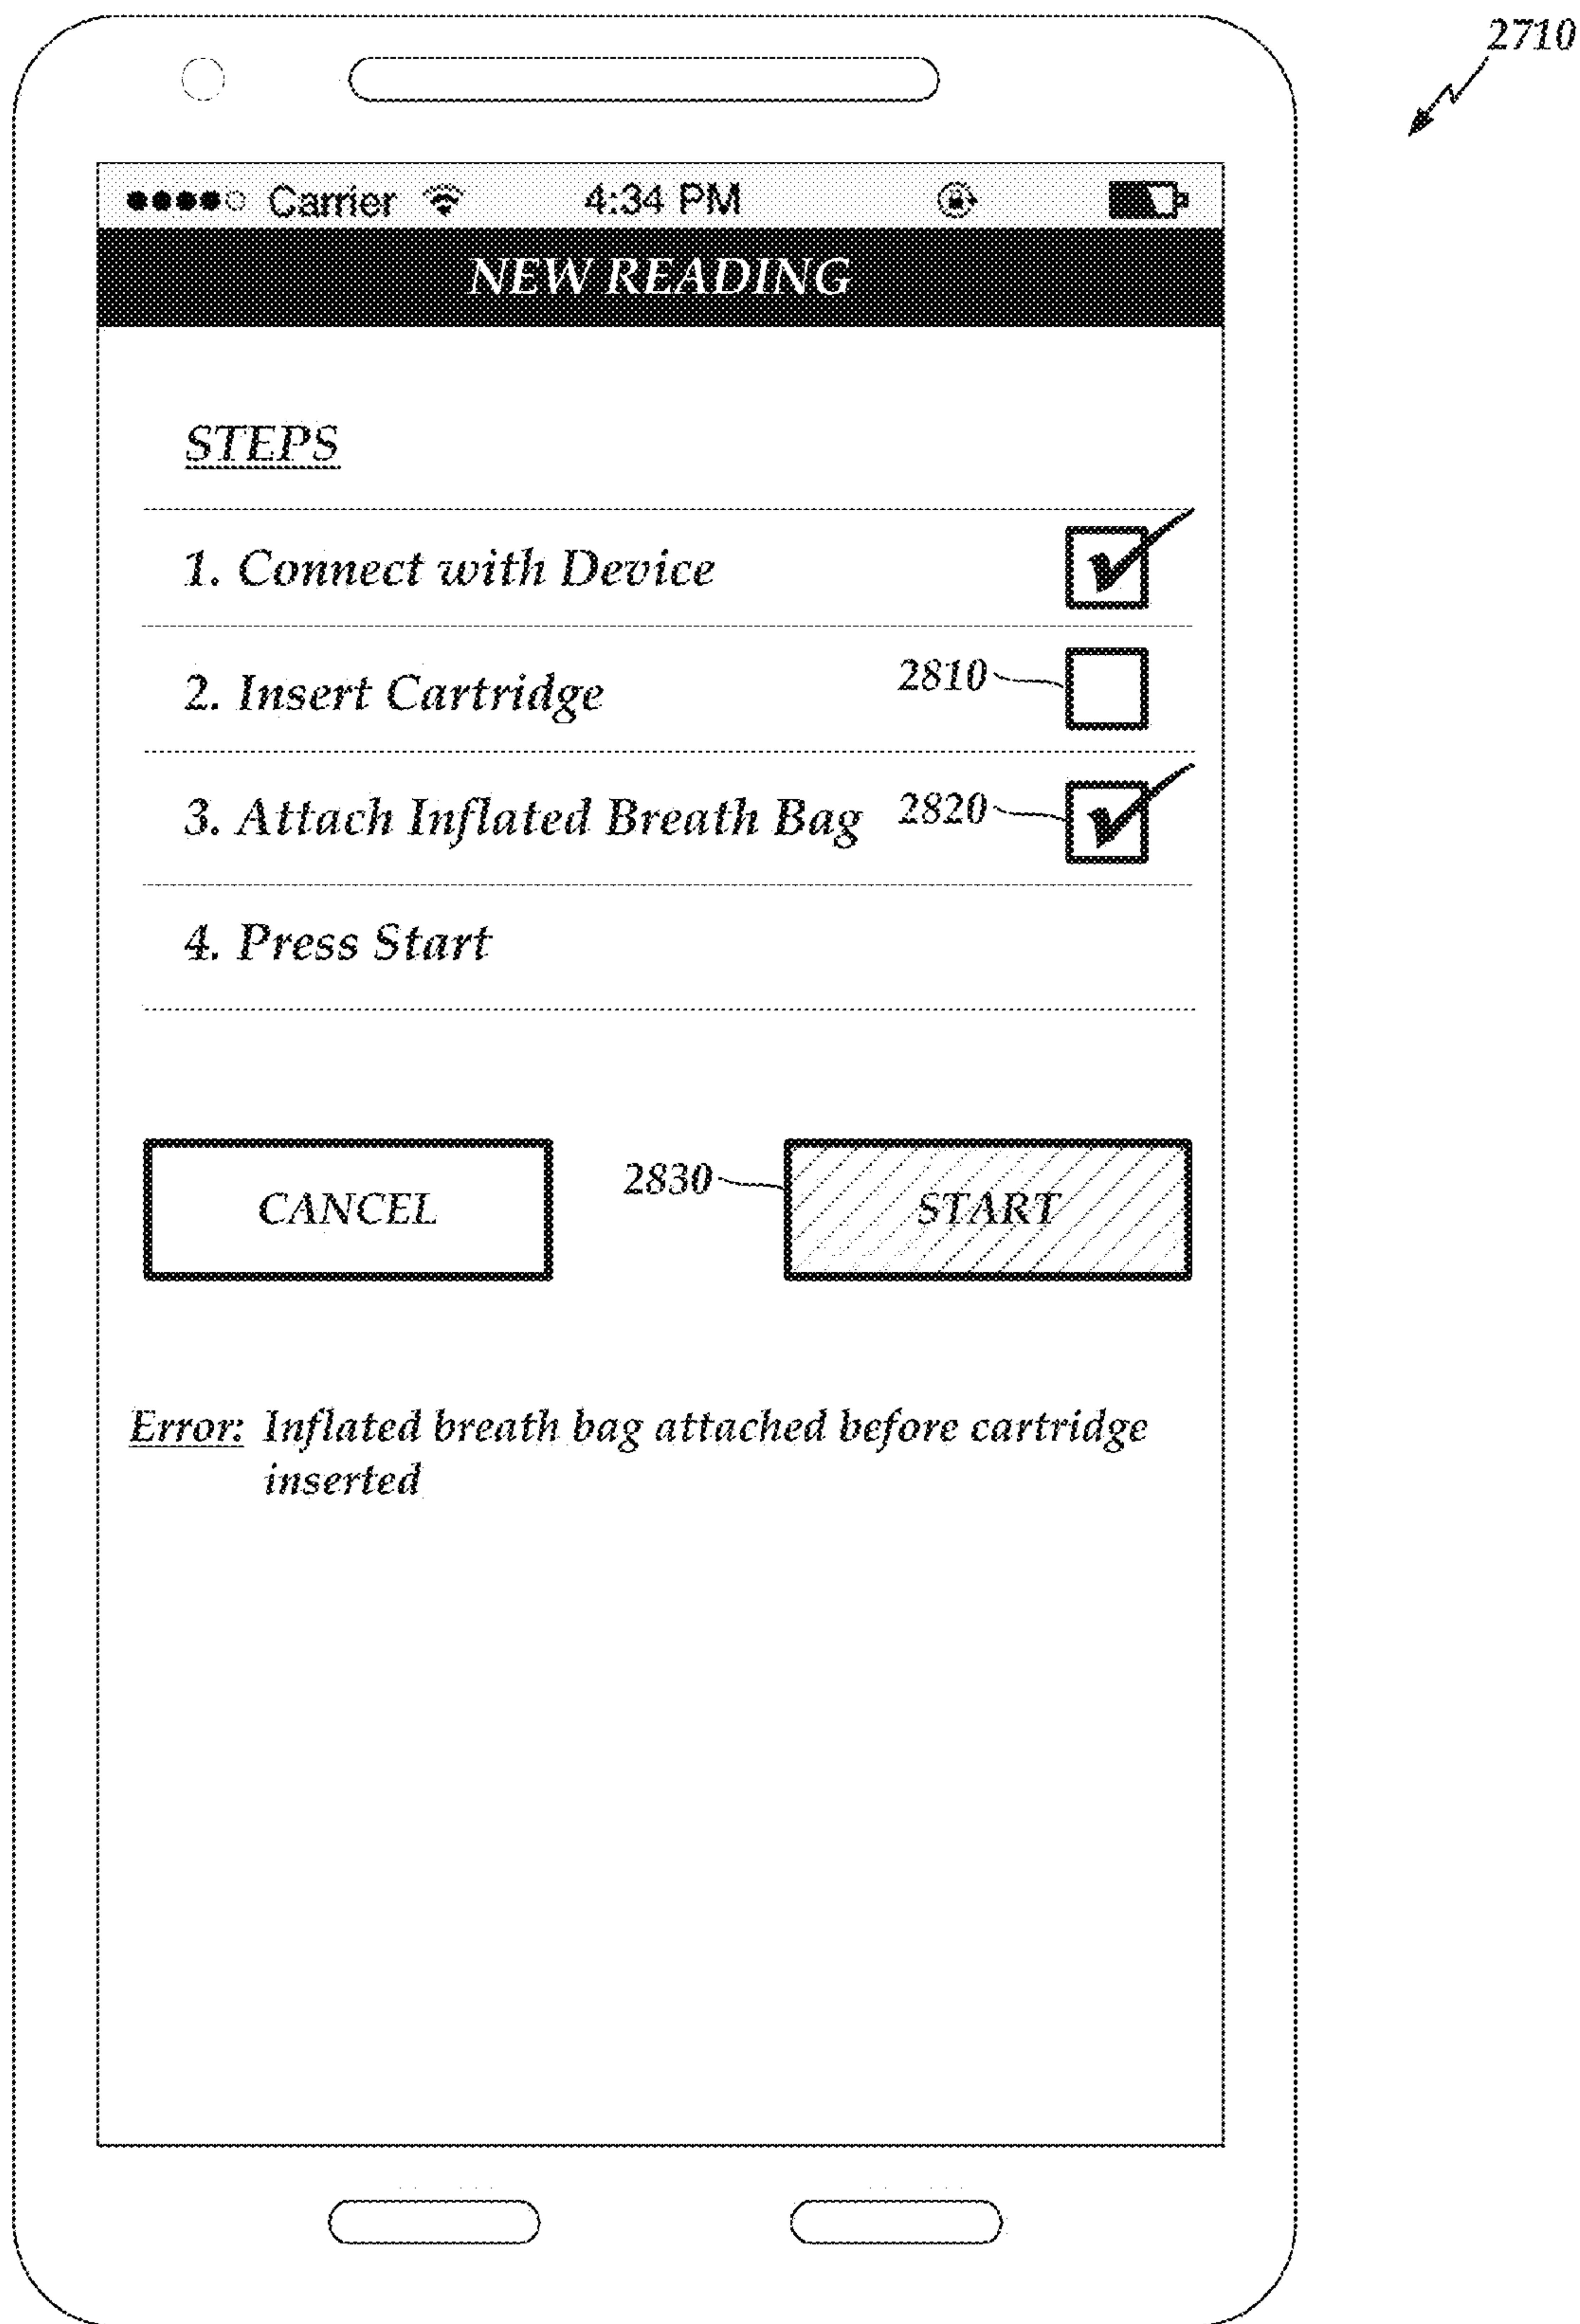 2710
Carrier 4:34 PM
NEW READING
STEPS
1. Connect with Device
2. Insert Cartridge 2810
3. Attach Inflated Breath Bag 2820
4. Press Start
CANCEL 2830 START
Error: Inflated breath bag attached before cartridge
inserted